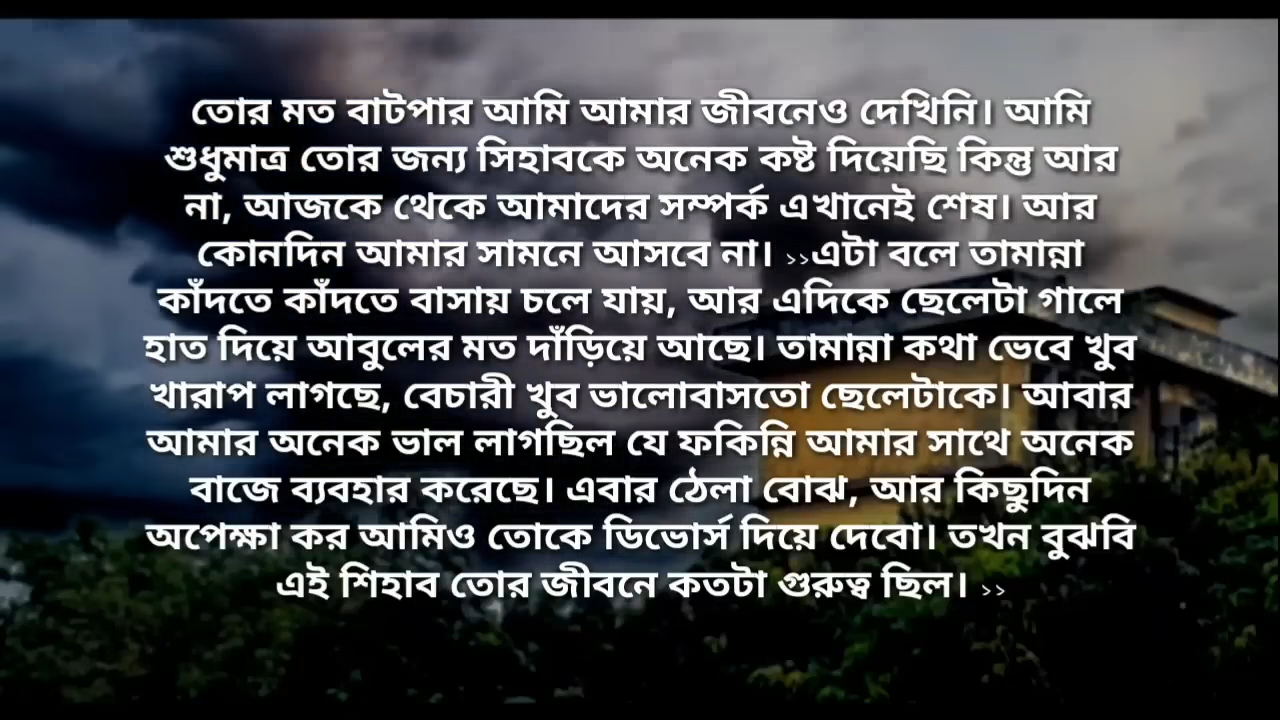 তোর মত বাটপার আমি আমার জীবনেও দেখিনি। আমি
শুধুমাত্র তোর জন্য সিহাবকে অনেক কষ্ট দিয়েছি কিন্তু আর
না, আজকে থেকে আমাদের সম্পর্ক এখানেই শেষ। আর
কোনদিন আমার সামনে আসবে না। >>এটা বলে তামান্না
কাঁদতে কাঁদতে বাসায় চলে যায়, আর এদিকে ছেলেটা গালে
হাত দিয়ে আবুলের মত দাঁড়িয়ে আছে। তামান্না কথা ভেবে খুব
খারাপ লাগছে, বেচারী খুব ভালোবাসতো ছেলেটাকে। আবার
আমার অনেক ভাল লাগছিল যে ফকিন্নি আমার সাথে অনেক
বাজে ব্যবহার করেছে। এবার ঠেলা বোঝ, আর কিছুদিন
অপেক্ষা কর আমিও তোকে ডিভোর্স দিয়ে দেবো। তখন বুঝবি
এই শিহাব তোর জীবনে কতটা গুরুত্ব ছিল। >>